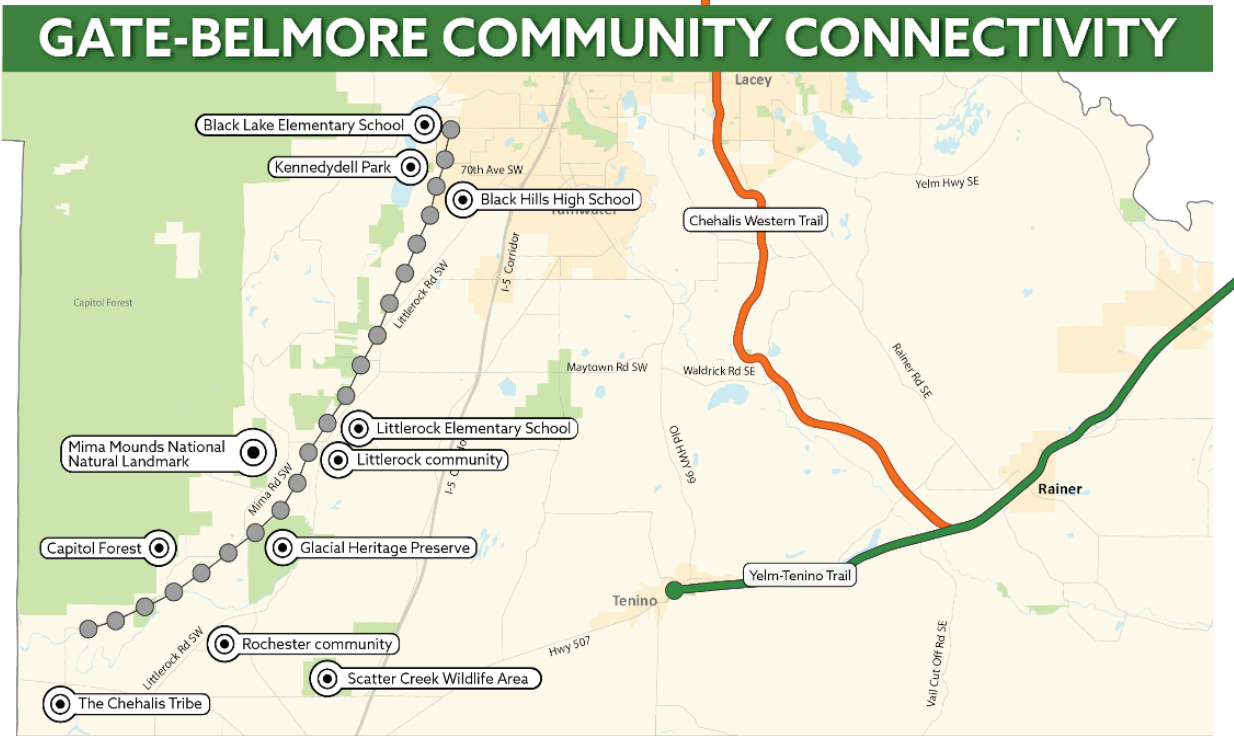 GATE-BELMORE COMMUNITY CONNECTIVITY
Lacey
Black Lake Elementary School
Kennedydell Park
70th Ave SW
Yelm Hwy SE
Black Hills High School
Tumwater
Chehalis Western Trail
I-5 Corridor
Littlerock Rd SW
Capitol Forest
Maytown Rd SW
Waldrick Rd SE
Rainer Rd SE
Littlerock Elementary School
Mima Mounds National
Natural Landmark
Littlerock community
Old HWY 99
I-5
Mima Rd SW
Rainer
Capitol Forest
Glacial Heritage Preserve
Yelm-Tenino Trail
Tenino
Rochester community
Hwy 507
Littlerock Rd SW
Scatter Creek Wildlife Area
Vail Cut Off Rd SE
The Chehalis Tribe